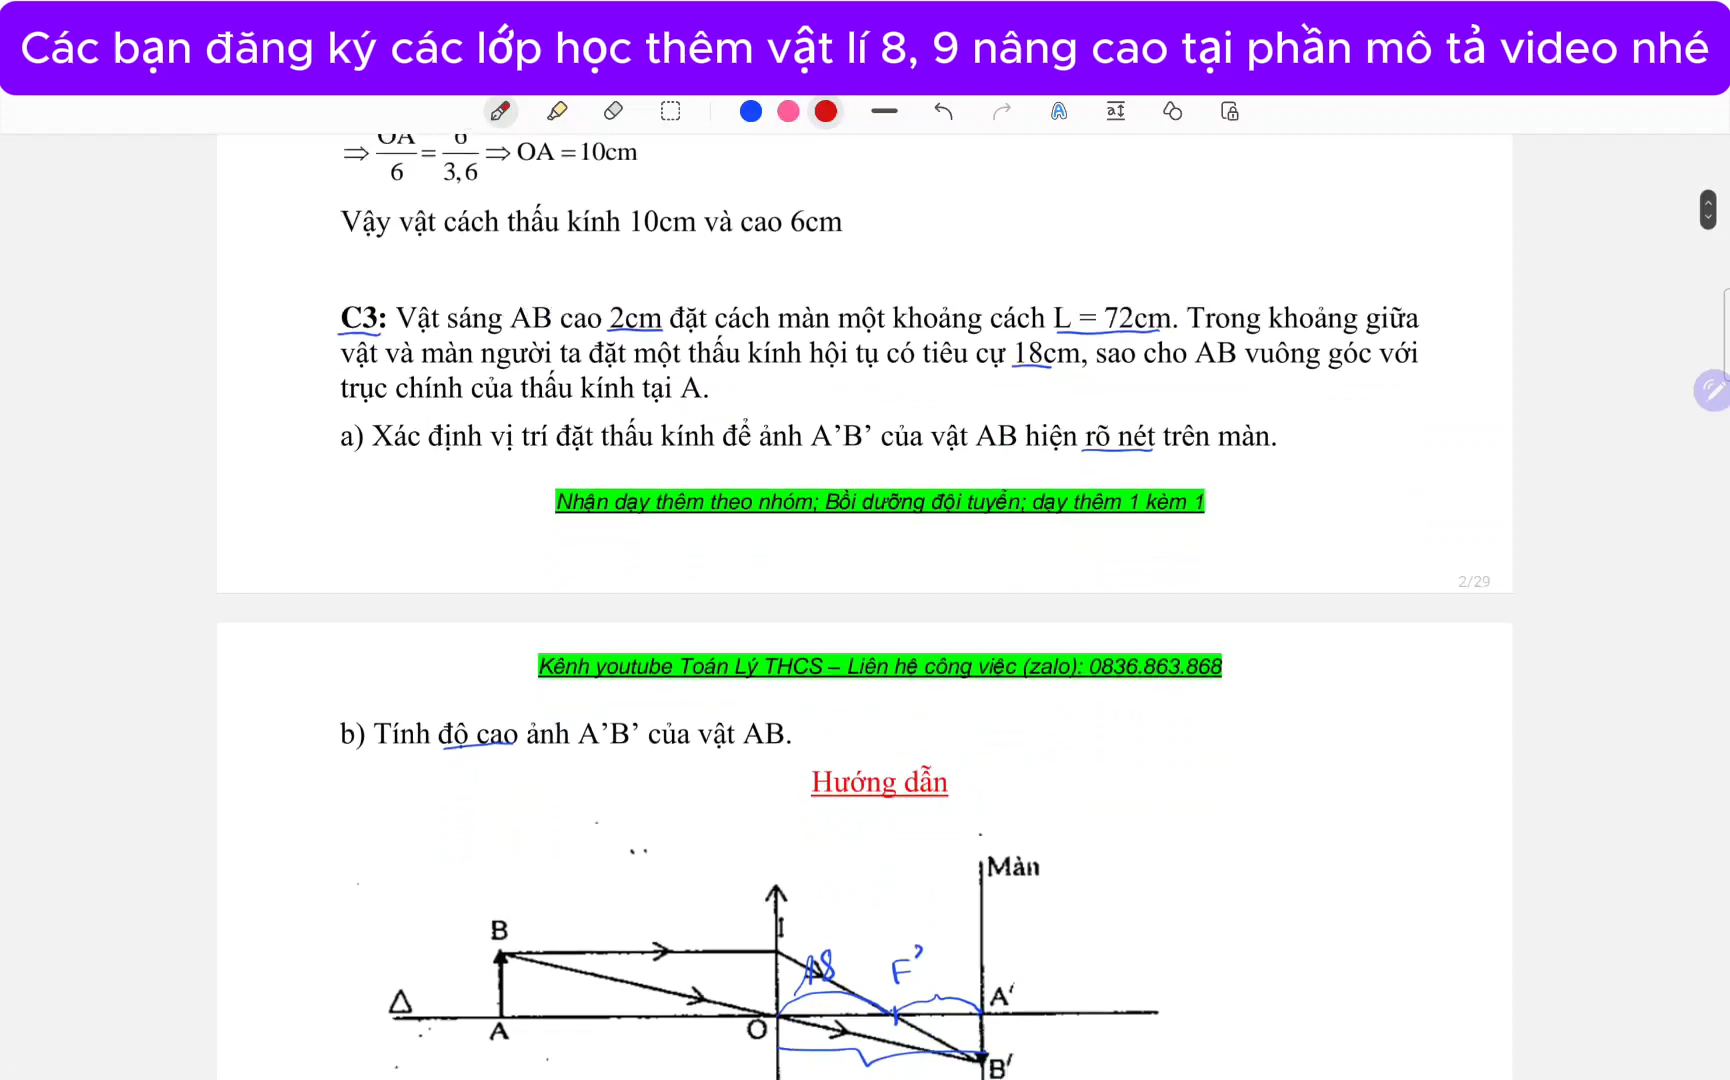 Các bạn đăng ký các lớp học thêm vật lí 8, 9 nâng cao tại phần mô tả video nhé
⇒ OA/6 = 6/3,6 ⇒ OA = 10cm
Vậy vật cách thấu kính 10cm và cao 6cm
C3: Vật sáng AB cao 2cm đặt cách màn một khoảng cách L = 72cm. Trong khoảng giữa
vật và màn người ta đặt một thấu kính hội tụ có tiêu cự 18cm, sao cho AB vuông góc với
trục chính của thấu kính tại A.
a) Xác định vị trí đặt thấu kính để ảnh A’B’ của vật AB hiện rõ nét trên màn.
Nhận dạy thêm theo nhóm; Bồi dưỡng đội tuyển; dạy thêm 1 kèm 1
2/29
Kênh youtube Toán Lý THCS – Liên hệ công việc (zalo): 0836.863.868
b) Tính độ cao ảnh A’B’ của vật AB.
Hướng dẫn
Màn
B
I
18
F'
Δ
A'
A
O
B'